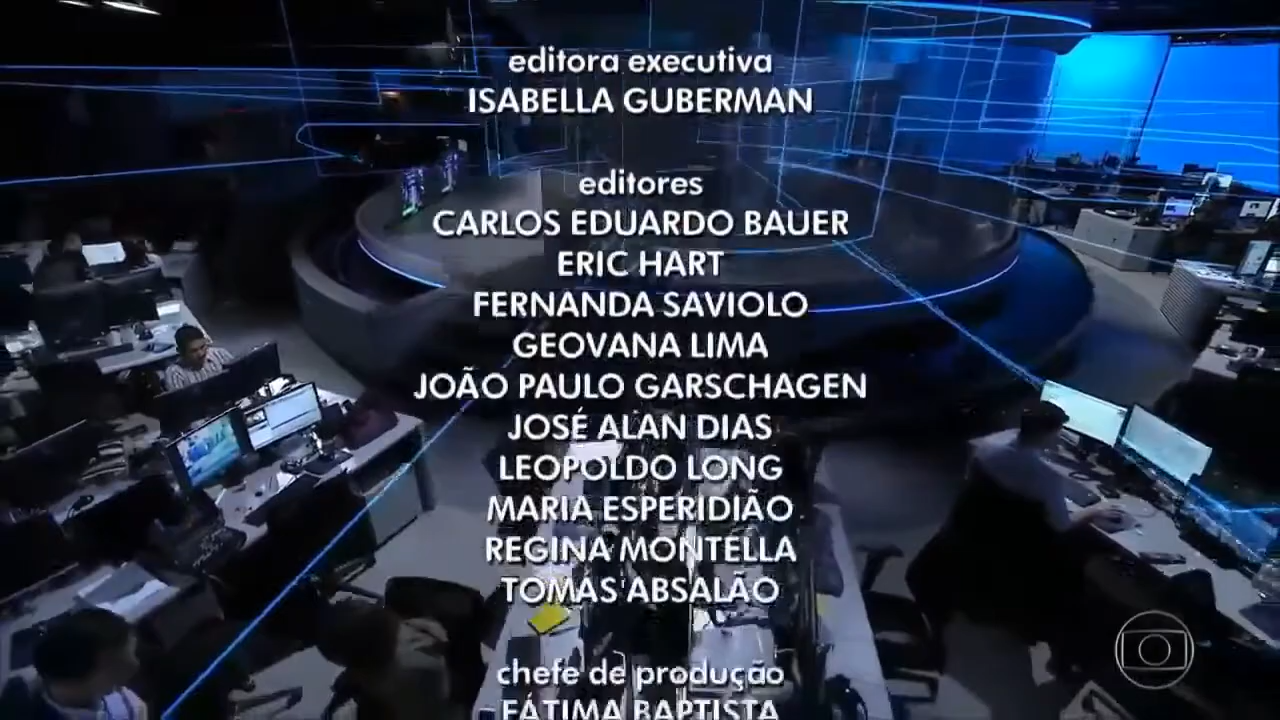 editora executiva
ISABELLA GUBERMAN
editores
CARLOS EDUARDO BAUER
ERIC HART
FERNANDA SAVIOLO
GEOVANA LIMA
JOÃO PAULO GARSCHAGEN
JOSÉ ALAN DIAS
LEOPOLDO LONG
MARIA ESPERIDIÃO
REGINA MONTELLA
TOMÁS ABSALÃO
chefe de produção
FÁTIMA BAPTISTA